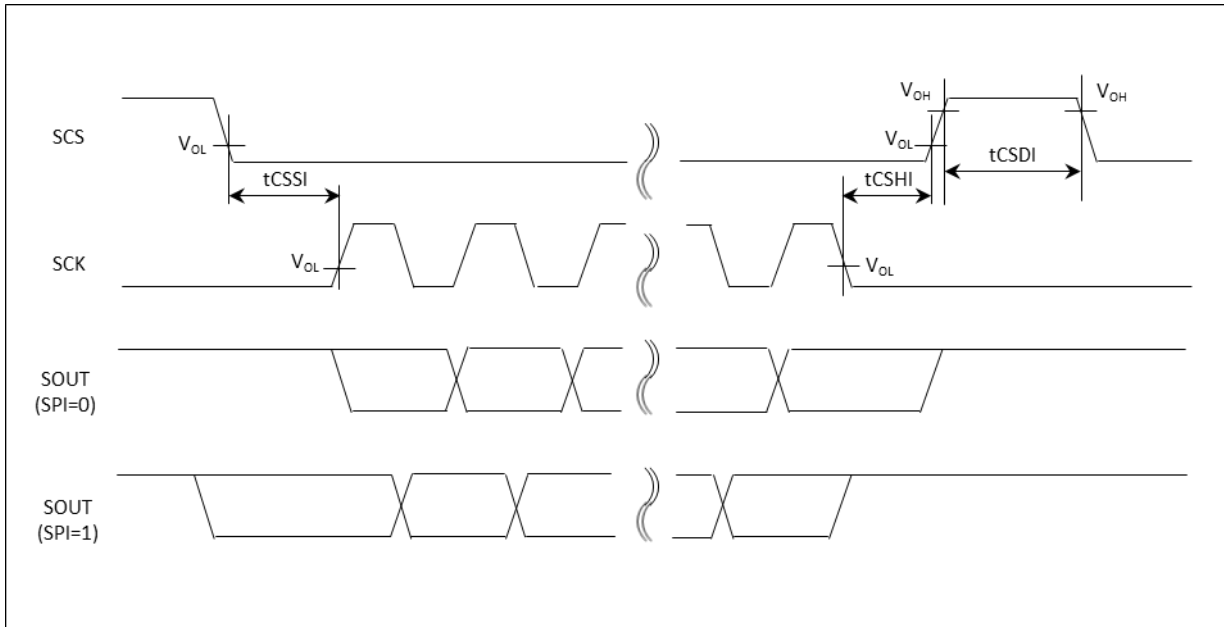 SCS
VOL
tCSSI
VOH
VOL
tCSHI
tCSDI
VOH
SCK
VOL
VOL
SOUT
(SPI=0)
SOUT
(SPI=1)